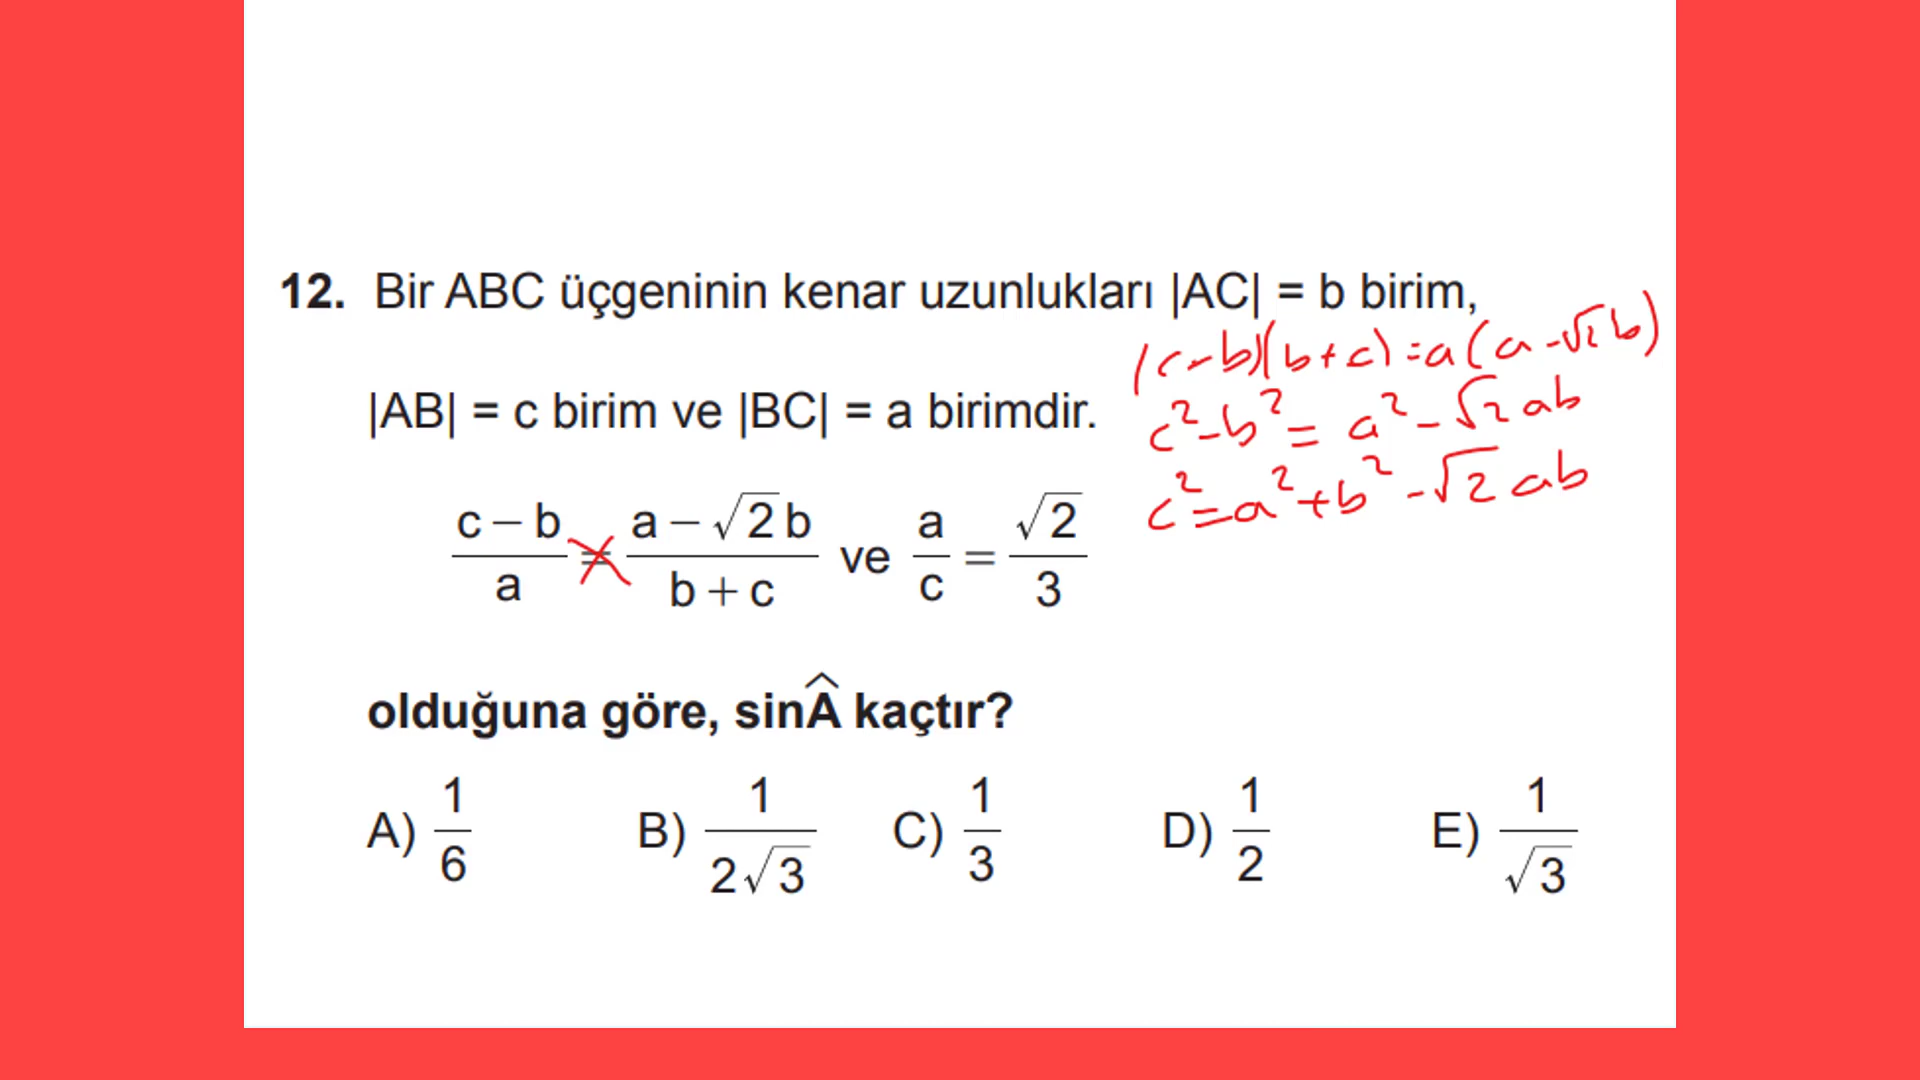 12. Bir ABC üçgeninin kenar uzunlukları |AC| = b birim,
(c-b)(b+c)=a(a-√2b)
|AB| = c birim ve |BC| = a birimdir.
c²-b² = a²-√2ab
c²=a²+b²-√2ab
(c-b)/a = (a-√2b)/(b+c) ve a/c = √2/3
olduğuna göre, sinÂ kaçtır?
A) 1/6 B) 1/(2√3) C) 1/3 D) 1/2 E) 1/√3